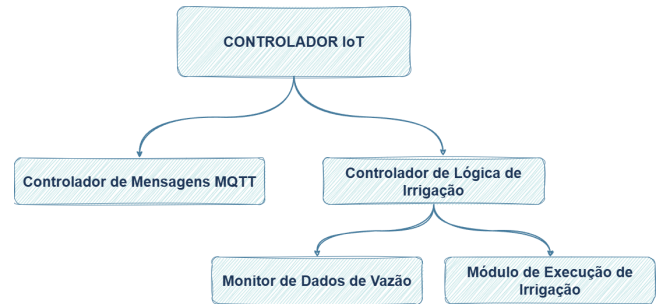 CONTROLADOR IoT
Controlador de Mensagens MQTT
Controlador de Lógica de
Irrigação
Monitor de Dados de Vazão
Módulo de Execução de
Irrigação